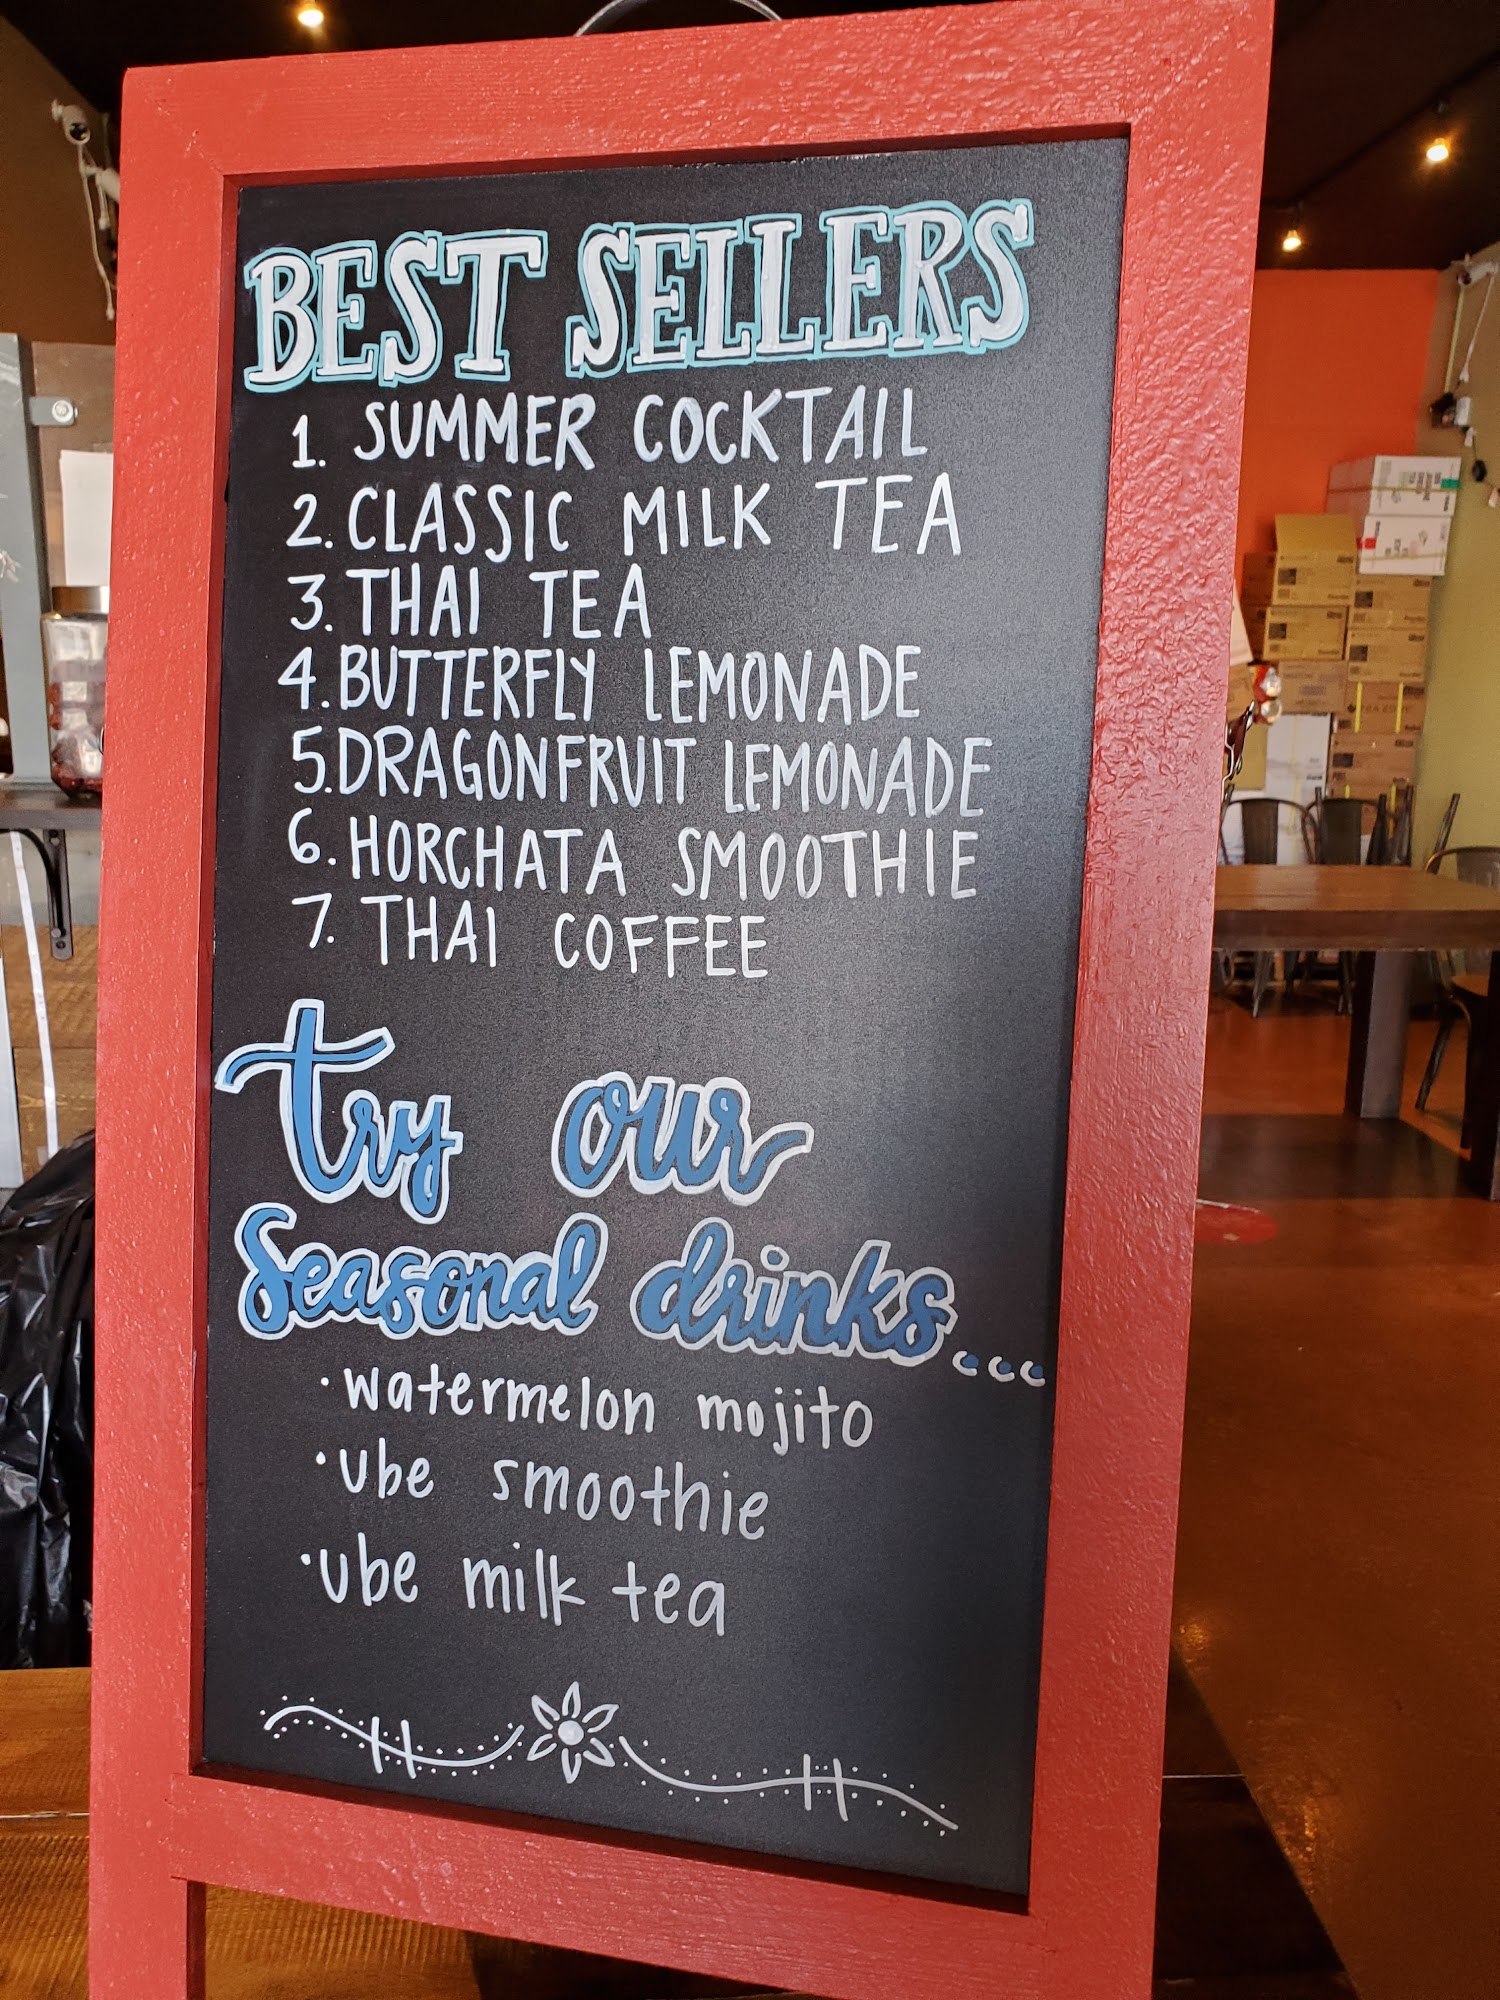 BEST SELLERS
1. SUMMER COCKTAIL
2. CLASSIC MILK TEA
3. THAI TEA
4. BUTTERFLY LEMONADE
5. DRAGONFRUIT LEMONADE
6. HORCHATA SMOOTHIE
7. THAI COFFEE
try our
Seasonal drinks...
· watermelon mojito
· ube smoothie
· ube milk tea